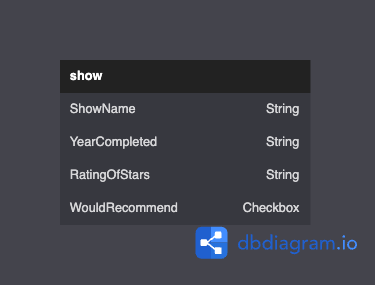 show
ShowName String
YearCompleted String
RatingOfStars String
WouldRecommend Checkbox
dbdiagram.io